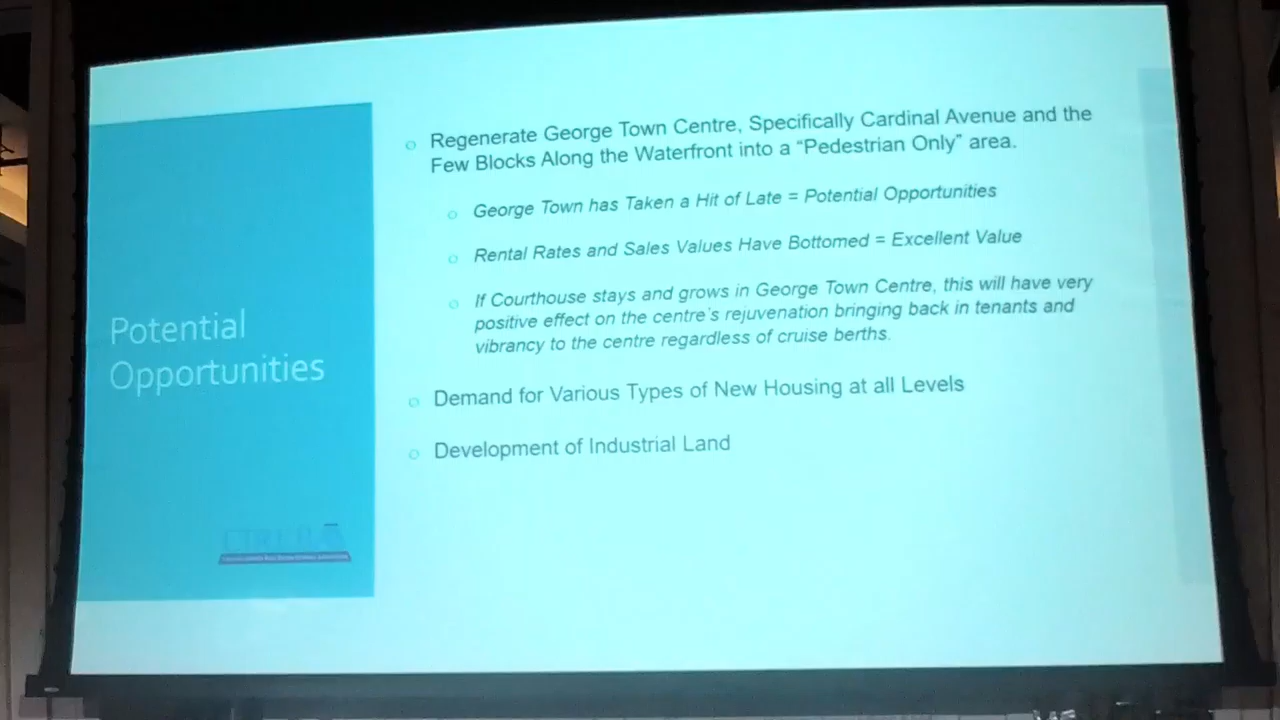 Potential
Opportunities
Regenerate George Town Centre, Specifically Cardinal Avenue and the
Few Blocks Along the Waterfront into a “Pedestrian Only” area.
George Town has Taken a Hit of Late = Potential Opportunities
Rental Rates and Sales Values Have Bottomed = Excellent Value
If Courthouse stays and grows in George Town Centre, this will have very
positive effect on the centre's rejuvenation bringing back in tenants and
vibrancy to the centre regardless of cruise berths.
Demand for Various Types of New Housing at all Levels
Development of Industrial Land
CIREBA